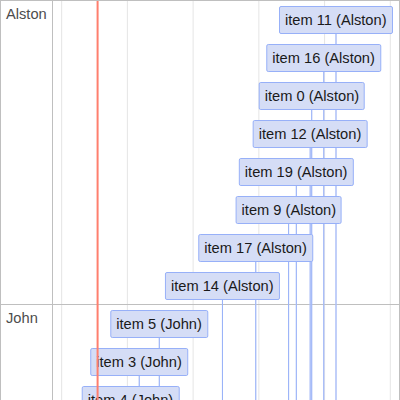 Alston
item 11 (Alston)
item 16 (Alston)
item 0 (Alston)
item 12 (Alston)
item 19 (Alston)
item 9 (Alston)
item 17 (Alston)
item 14 (Alston)
John
item 5 (John)
item 3 (John)
item 4 (John)